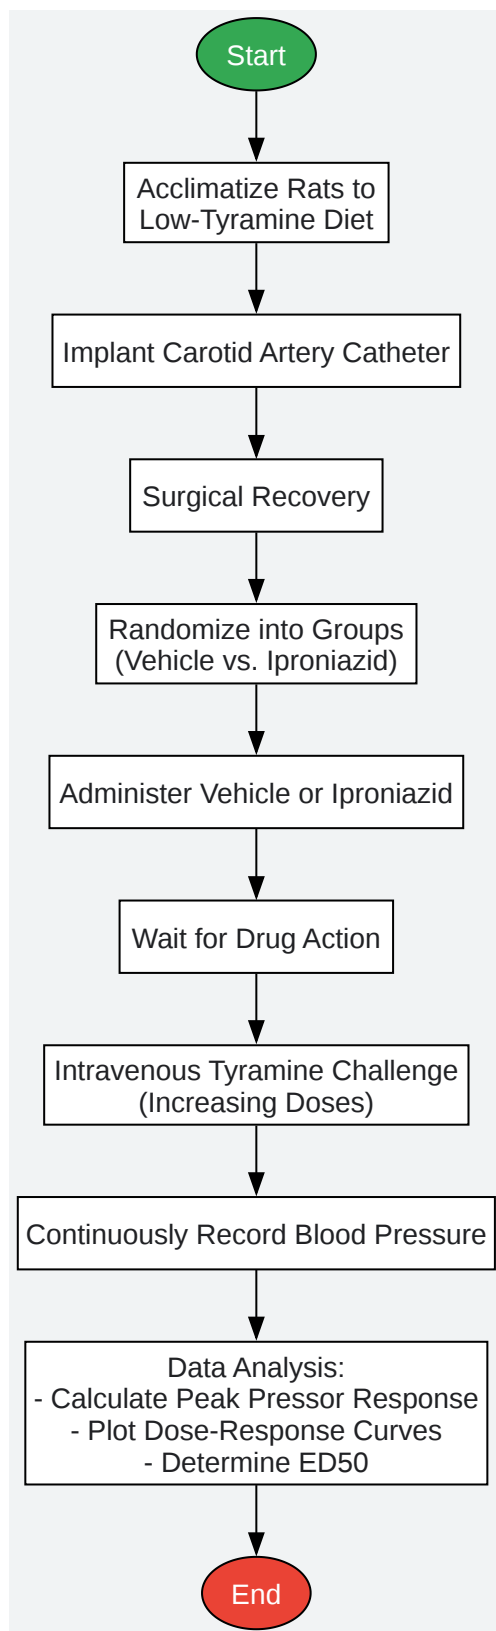 Start
Acclimatize Rats to
Low-Tyramine Diet
Implant Carotid Artery Catheter
Surgical Recovery
Randomize into Groups
(Vehicle vs. Iproniazid)
Administer Vehicle or Iproniazid
Wait for Drug Action
Intravenous Tyramine Challenge
(Increasing Doses)
Continuously Record Blood Pressure
Data Analysis:
- Calculate Peak Pressor Response
- Plot Dose-Response Curves
- Determine ED50
End